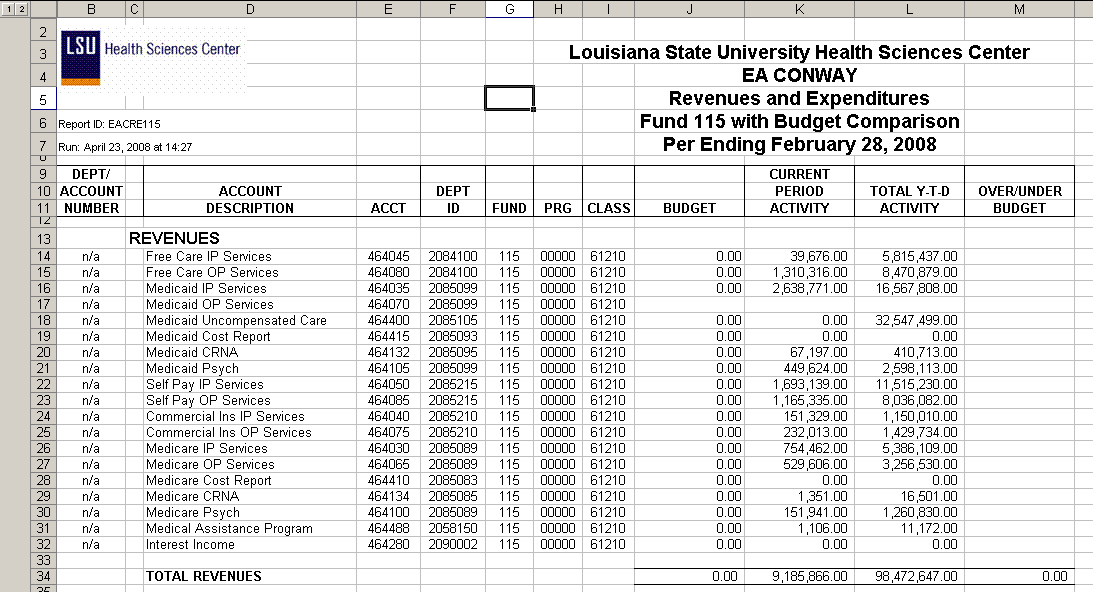 1 2 B C D E F G H I J K L M
2
3 LSU Health Sciences Center Louisiana State University Health Sciences Center
4 EA CONWAY
5 Revenues and Expenditures
6 Report ID: EACRE115 Fund 115 with Budget Comparison
7 Run: April 23, 2008 at 14:27 Per Ending February 28, 2008
9 DEPT/ CURRENT
10 ACCOUNT ACCOUNT DEPT PERIOD TOTAL Y-T-D OVER/UNDER
11 NUMBER DESCRIPTION ACCT ID FUND PRG CLASS BUDGET ACTIVITY ACTIVITY BUDGET
12
13 REVENUES
14 n/a Free Care IP Services 464045 2084100 115 00000 61210 0.00 39,676.00 5,815,437.00
15 n/a Free Care OP Services 464080 2084100 115 00000 61210 0.00 1,310,316.00 8,470,879.00
16 n/a Medicaid IP Services 464035 2085099 115 00000 61210 0.00 2,638,771.00 16,567,808.00
17 n/a Medicaid OP Services 464070 2085099 115 00000 61210
18 n/a Medicaid Uncompensated Care 464400 2085105 115 00000 61210 0.00 0.00 32,547,499.00
19 n/a Medicaid Cost Report 464415 2085093 115 00000 61210 0.00 0.00 0.00
20 n/a Medicaid CRNA 464132 2085095 115 00000 61210 0.00 67,197.00 410,713.00
21 n/a Medicaid Psych 464105 2085099 115 00000 61210 0.00 449,624.00 2,598,113.00
22 n/a Self Pay IP Services 464050 2085215 115 00000 61210 0.00 1,693,139.00 11,515,230.00
23 n/a Self Pay OP Services 464085 2085215 115 00000 61210 0.00 1,165,335.00 8,036,082.00
24 n/a Commercial Ins IP Services 464040 2085210 115 00000 61210 0.00 151,329.00 1,150,010.00
25 n/a Commercial Ins OP Services 464075 2085210 115 00000 61210 0.00 232,013.00 1,429,734.00
26 n/a Medicare IP Services 464030 2085089 115 00000 61210 0.00 754,462.00 5,386,109.00
27 n/a Medicare OP Services 464065 2085089 115 00000 61210 0.00 529,606.00 3,256,530.00
28 n/a Medicare Cost Report 464410 2085083 115 00000 61210 0.00 0.00 0.00
29 n/a Medicare CRNA 464134 2085085 115 00000 61210 0.00 1,351.00 16,501.00
30 n/a Medicare Psych 464100 2085089 115 00000 61210 0.00 151,941.00 1,260,830.00
31 n/a Medical Assistance Program 464488 2058150 115 00000 61210 0.00 1,106.00 11,172.00
32 n/a Interest Income 464280 2090002 115 00000 61210 0.00 0.00 0.00
33
34 TOTAL REVENUES 0.00 9,185,866.00 98,472,647.00 0.00